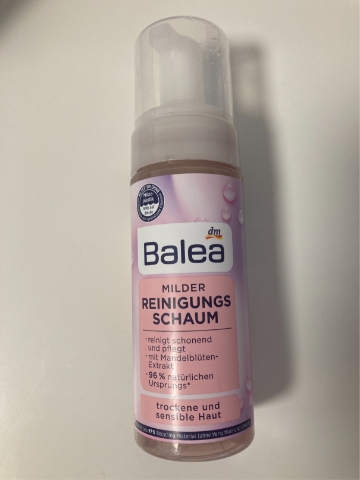 dm
Balea
MILDER
REINIGUNGS
SCHAUM
· reinigt schonend
und pflegt
· mit Mandelblüten-
Extrakt
· 96 % natürlichen
Ursprungs*
trockene und
sensible Haut